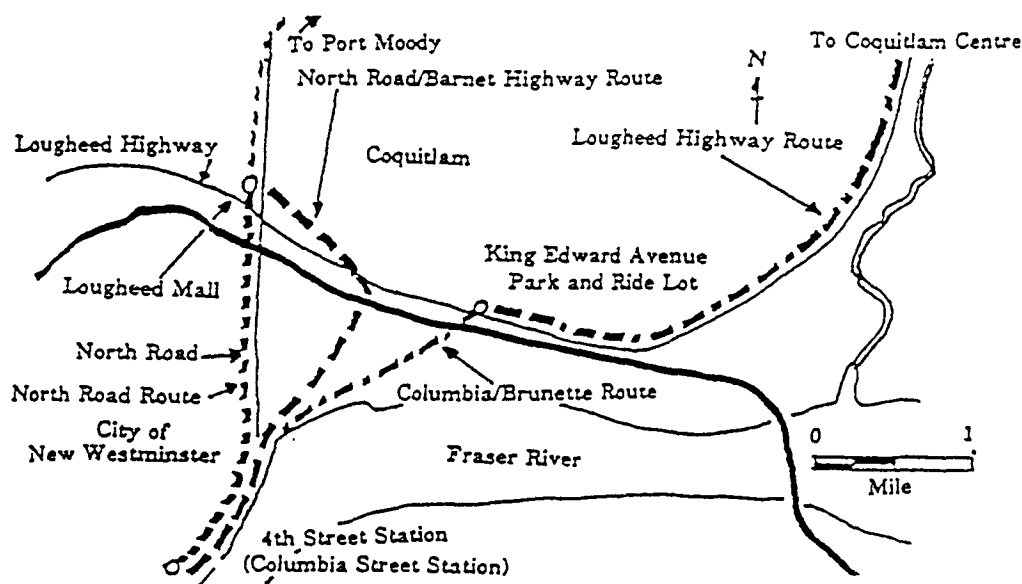 To Port Moody
To Coquitlam Centre
North Road/Barnet Highway Route
N
Lougheed Highway
Coquitlam
Lougheed Highway
Route
King Edward Avenue
Park and Ride Lot
Lougheed Mall
North Road
North Road Route
Columbia/Brunette Route
City of
New Westminster
Fraser River
0 1
Mile
4th Street Station
(Columbia Street Station)